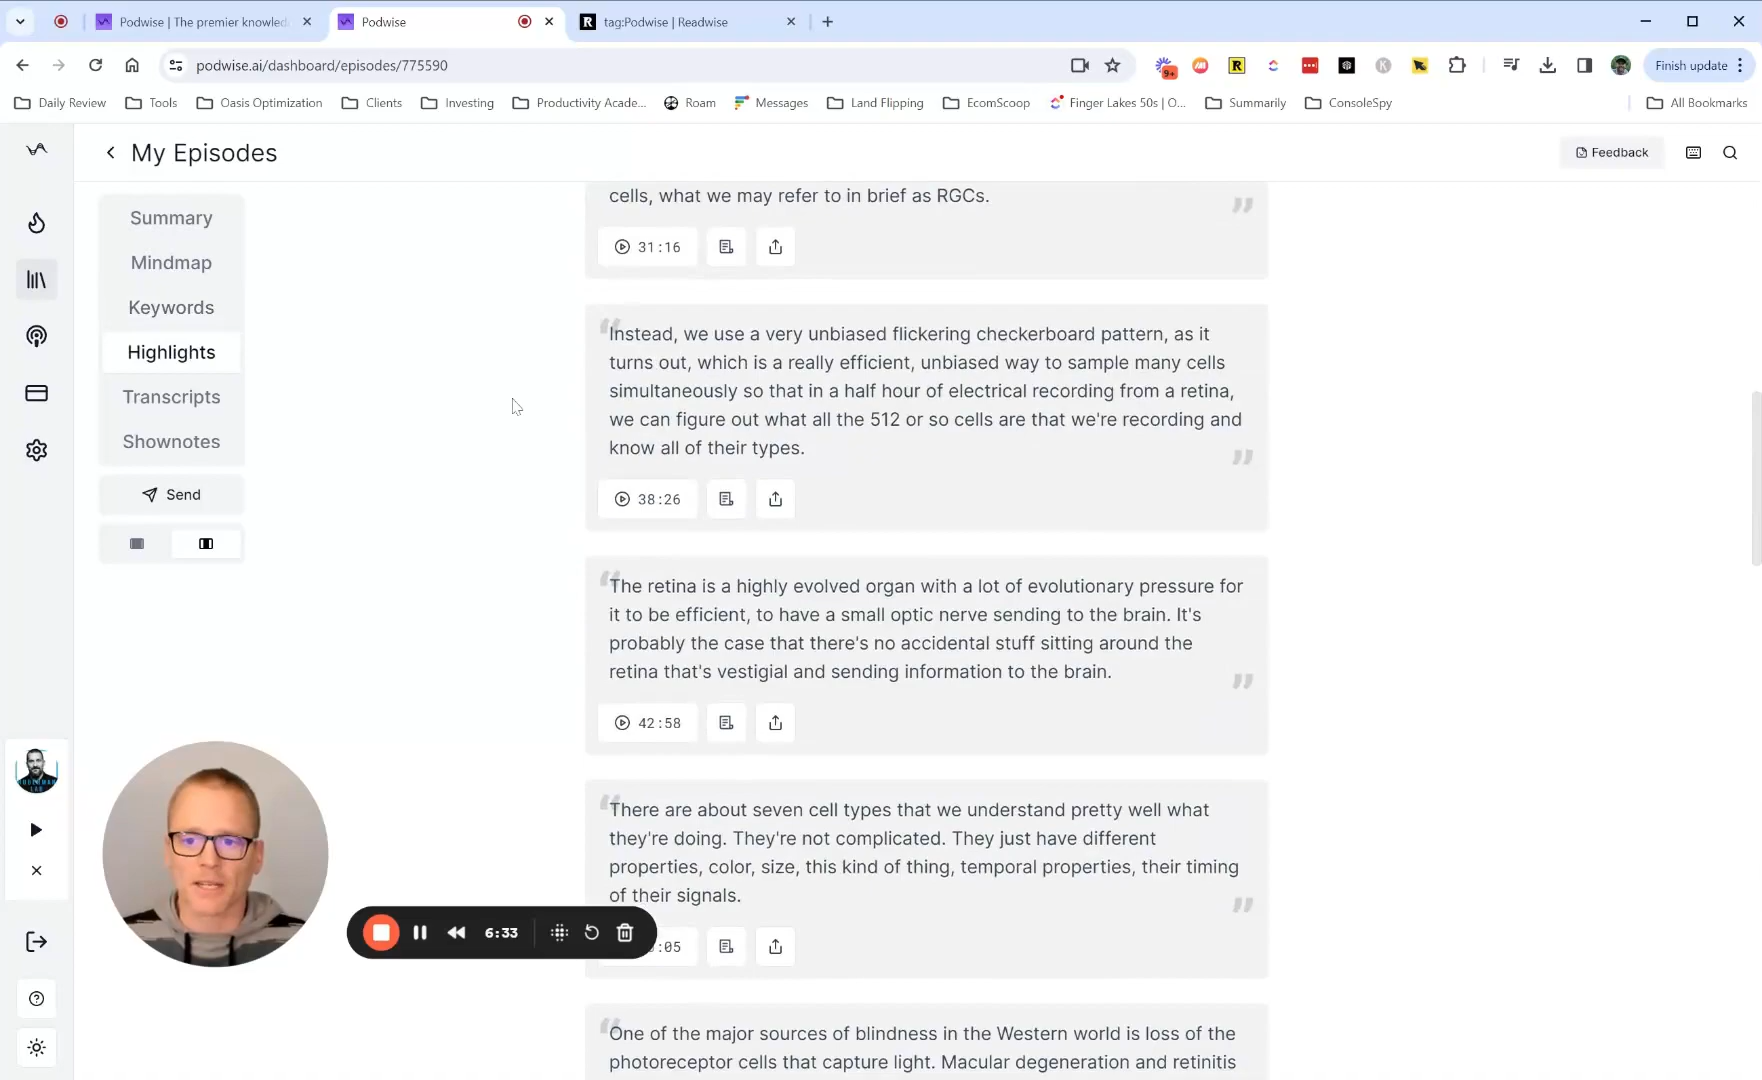 Podwise | The premier knowled
Podwise
tag:Podwise | Readwise
podwise.ai/dashboard/episodes/775590
9+
Finish update
Daily Review
Tools
Oasis Optimization
Clients
Investing
Productivity Acade...
Roam
Messages
Land Flipping
EcomScoop
Finger Lakes 50s | O...
Summarily
ConsoleSpy
All Bookmarks
My Episodes
Feedback
Summary
Mindmap
Keywords
Highlights
Transcripts
Shownotes
Send
cells, what we may refer to in brief as RGCs.
31:16
Instead, we use a very unbiased flickering checkerboard pattern, as it
turns out, which is a really efficient, unbiased way to sample many cells
simultaneously so that in a half hour of electrical recording from a retina,
we can figure out what all the 512 or so cells are that we're recording and
know all of their types.
38:26
The retina is a highly evolved organ with a lot of evolutionary pressure for
it to be efficient, to have a small optic nerve sending to the brain. It's
probably the case that there's no accidental stuff sitting around the
retina that's vestigial and sending information to the brain.
42:58
There are about seven cell types that we understand pretty well what
they're doing. They're not complicated. They just have different
properties, color, size, this kind of thing, temporal properties, their timing
of their signals.
:05
6:33
One of the major sources of blindness in the Western world is loss of the
photoreceptor cells that capture light. Macular degeneration and retinitis